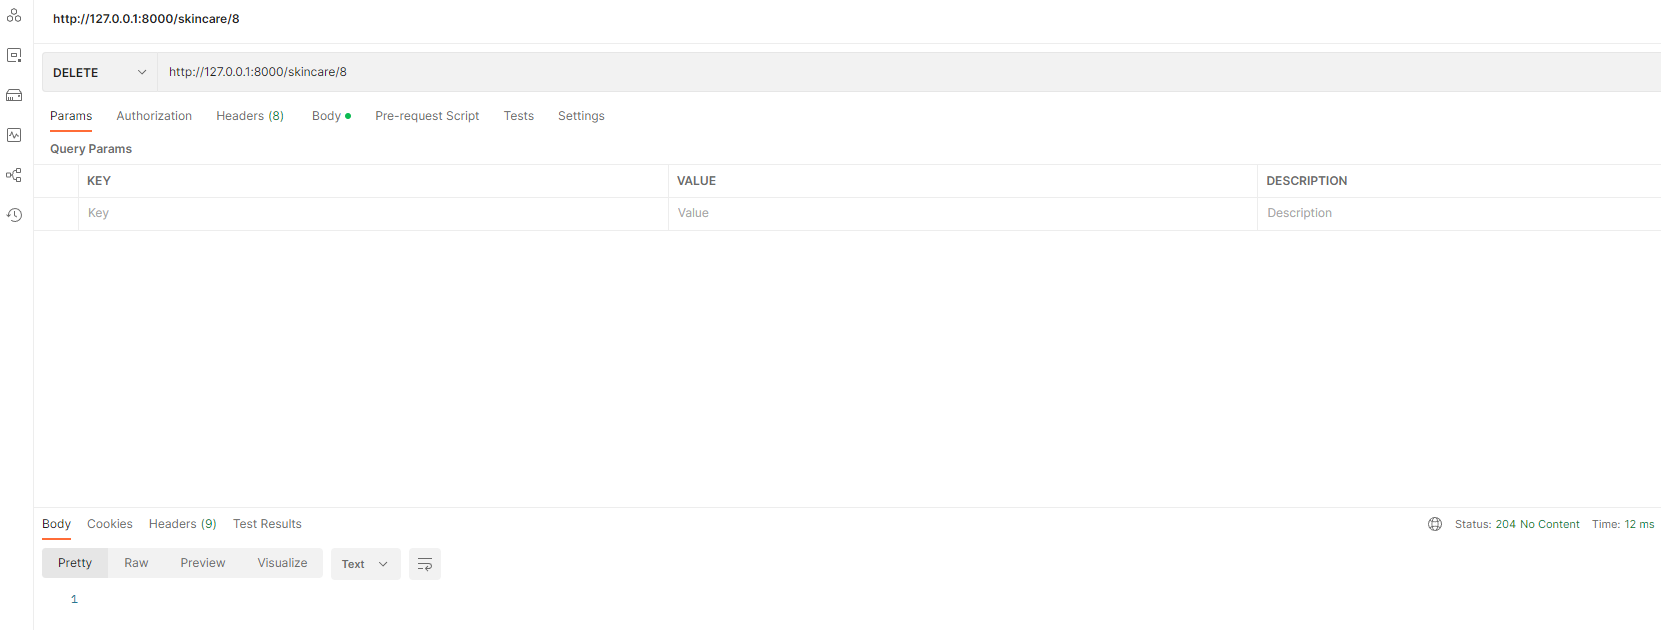 http://127.0.0.1:8000/skincare/8
DELETE http://127.0.0.1:8000/skincare/8
Params Authorization Headers (8) Body Pre-request Script Tests Settings
Query Params
KEY VALUE DESCRIPTION
Key Value Description
Body Cookies Headers (9) Test Results Status: 204 No Content Time: 12 ms
Pretty Raw Preview Visualize Text
1